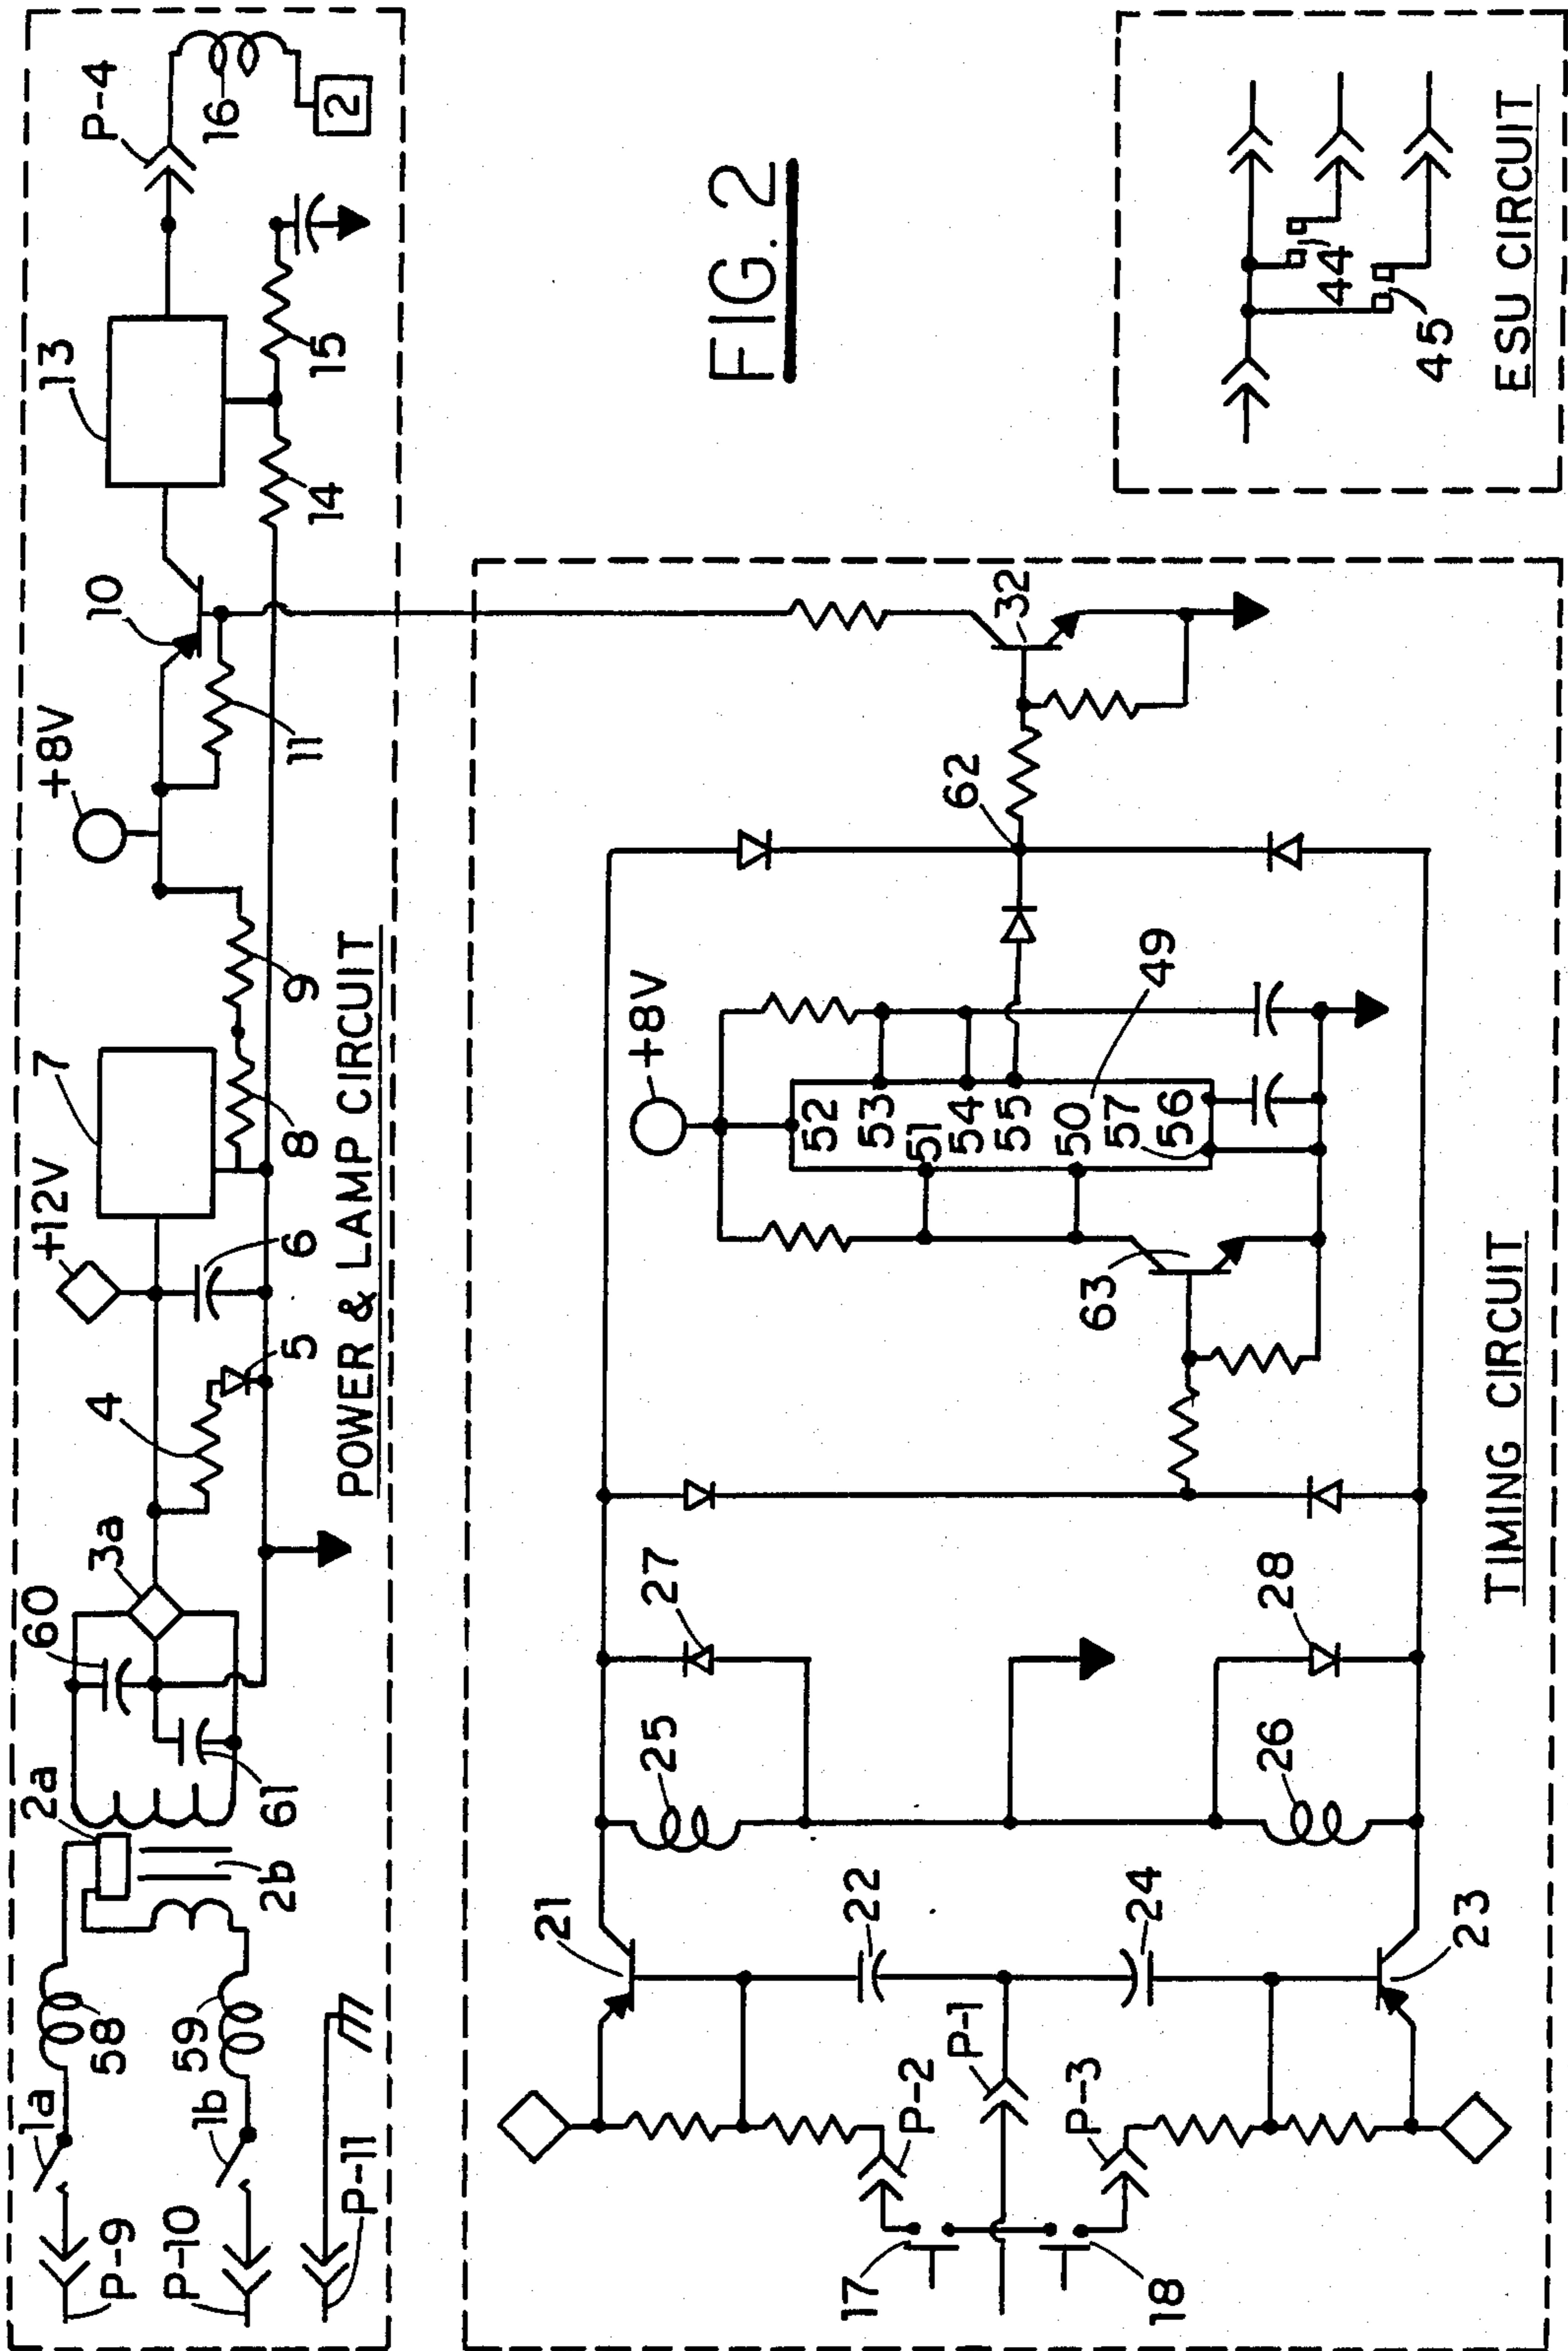 P-9
1a
58
2a
60
3a
4
+12V
7
+8V
10
13
P-4
P-10
1b
59
2b
61
5
6
8
9
11
14
15
16
2
P-11
POWER & LAMP CIRCUIT
FIG. 2
21
25
27
+8V
62
32
17
P-2
22
P-1
63
52
53
51
54
55
50
57
56
49
18
P-3
24
26
28
23
TIMING CIRCUIT
44
45
ESU CIRCUIT